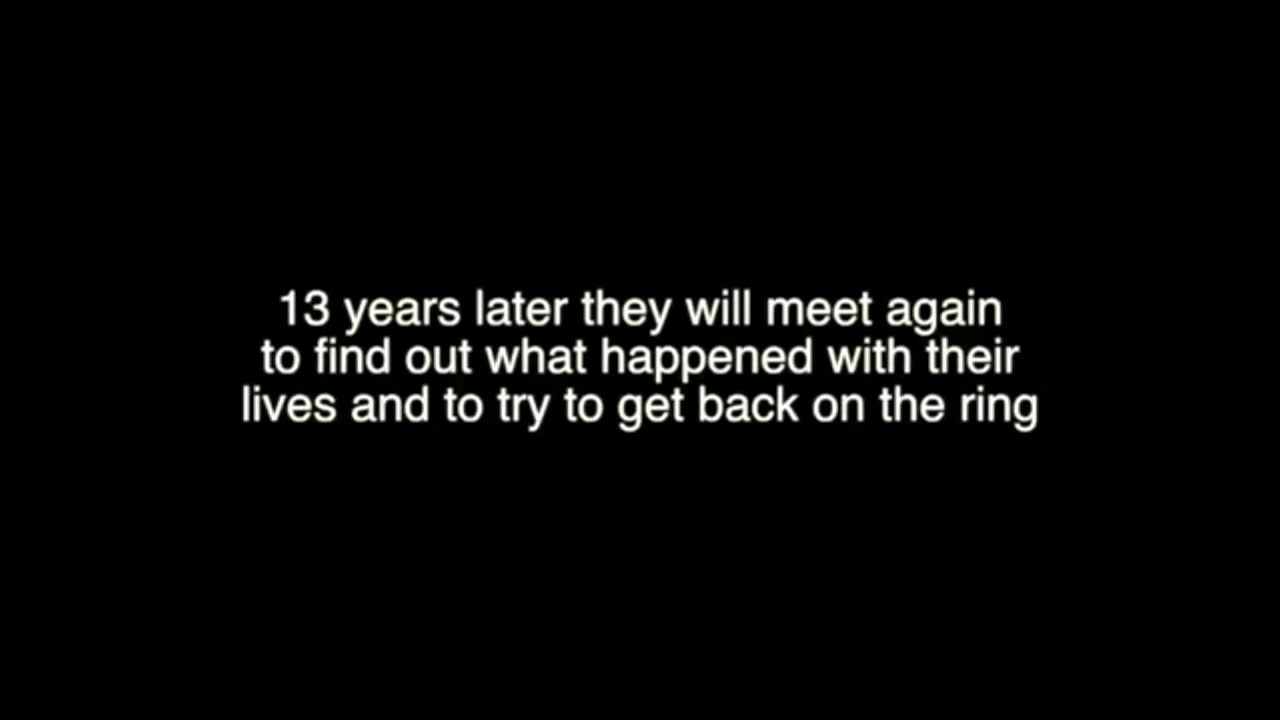 13 years later they will meet again
to find out what happened with their
lives and to try to get back on the ring